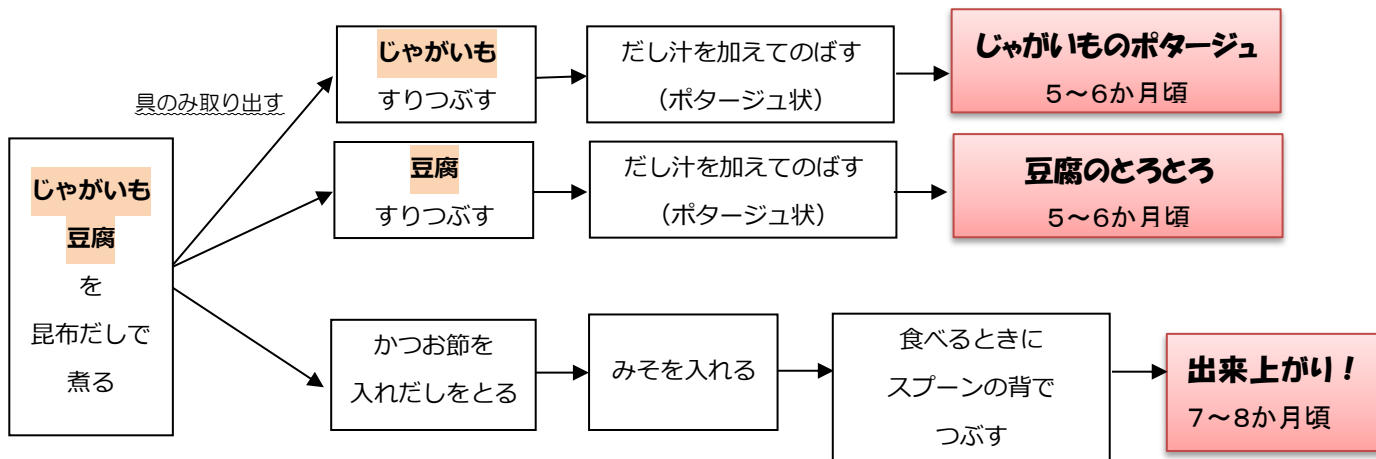 じゃがいも
豆腐
を
昆布だしで
煮る
具のみ取り出す
じゃがいも
すりつぶす
だし汁を加えてのばす
(ポタージュ状)
じゃがいものポタージュ
5~6か月頃
豆腐
すりつぶす
だし汁を加えてのばす
(ポタージュ状)
豆腐のとろとろ
5~6か月頃
かつお節を
入れだしをとる
みそを入れる
食べるときに
スプーンの背で
つぶす
出来上がり!
7~8か月頃